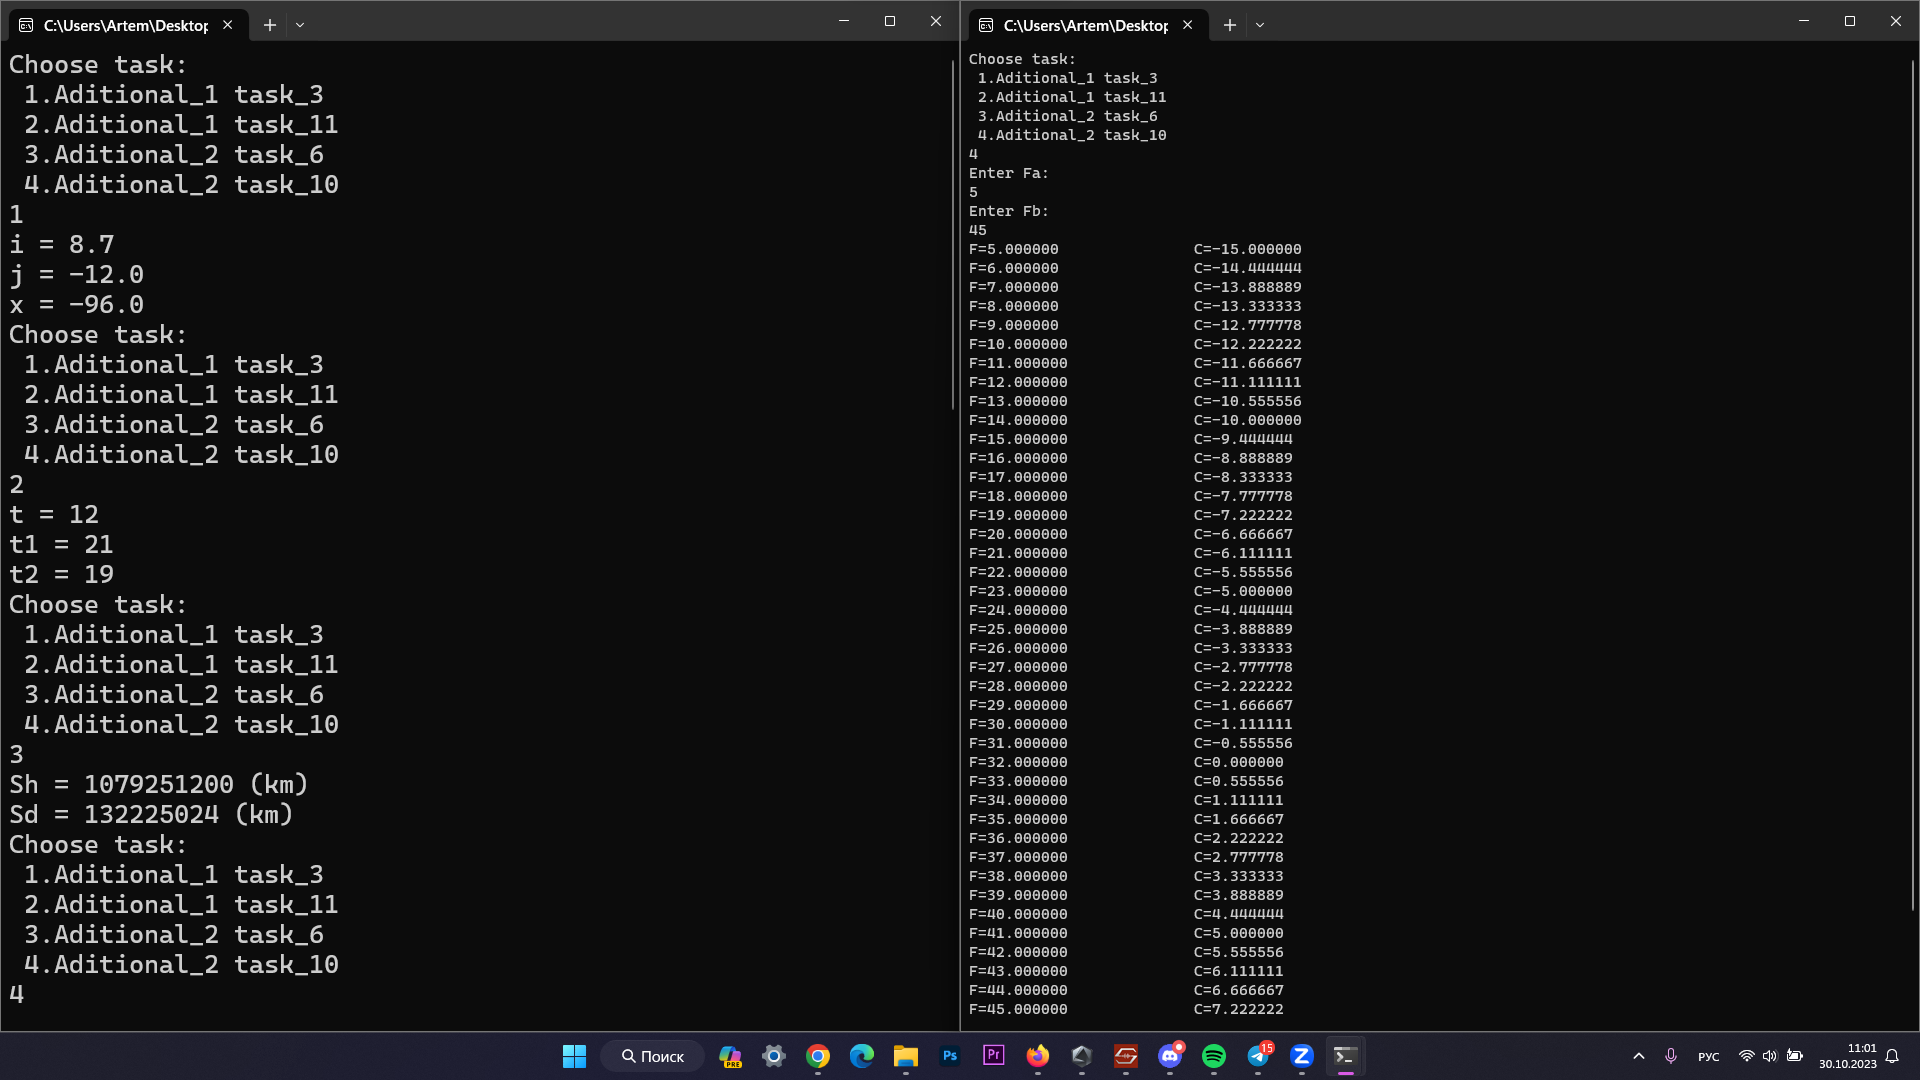 C:\Users\Artem\Desktop
Choose task:
 1.Aditional_1 task_3
 2.Aditional_1 task_11
 3.Aditional_2 task_6
 4.Aditional_2 task_10
1
i = 8.7
j = -12.0
x = -96.0
Choose task:
 1.Aditional_1 task_3
 2.Aditional_1 task_11
 3.Aditional_2 task_6
 4.Aditional_2 task_10
2
t = 12
t1 = 21
t2 = 19
Choose task:
 1.Aditional_1 task_3
 2.Aditional_1 task_11
 3.Aditional_2 task_6
 4.Aditional_2 task_10
3
Sh = 1079251200 (km)
Sd = 132225024 (km)
Choose task:
 1.Aditional_1 task_3
 2.Aditional_1 task_11
 3.Aditional_2 task_6
 4.Aditional_2 task_10
4
C:\Users\Artem\Desktop
Choose task:
 1.Aditional_1 task_3
 2.Aditional_1 task_11
 3.Aditional_2 task_6
 4.Aditional_2 task_10
4
Enter Fa:
5
Enter Fb:
45
F=5.000000 C=-15.000000
F=6.000000 C=-14.444444
F=7.000000 C=-13.888889
F=8.000000 C=-13.333333
F=9.000000 C=-12.777778
F=10.000000 C=-12.222222
F=11.000000 C=-11.666667
F=12.000000 C=-11.111111
F=13.000000 C=-10.555556
F=14.000000 C=-10.000000
F=15.000000 C=-9.444444
F=16.000000 C=-8.888889
F=17.000000 C=-8.333333
F=18.000000 C=-7.777778
F=19.000000 C=-7.222222
F=20.000000 C=-6.666667
F=21.000000 C=-6.111111
F=22.000000 C=-5.555556
F=23.000000 C=-5.000000
F=24.000000 C=-4.444444
F=25.000000 C=-3.888889
F=26.000000 C=-3.333333
F=27.000000 C=-2.777778
F=28.000000 C=-2.222222
F=29.000000 C=-1.666667
F=30.000000 C=-1.111111
F=31.000000 C=-0.555556
F=32.000000 C=0.000000
F=33.000000 C=0.555556
F=34.000000 C=1.111111
F=35.000000 C=1.666667
F=36.000000 C=2.222222
F=37.000000 C=2.777778
F=38.000000 C=3.333333
F=39.000000 C=3.888889
F=40.000000 C=4.444444
F=41.000000 C=5.000000
F=42.000000 C=5.555556
F=43.000000 C=6.111111
F=44.000000 C=6.666667
F=45.000000 C=7.222222
Поиск
PRE
Ps
Pr
15
Z
РУС
11:01
30.10.2023